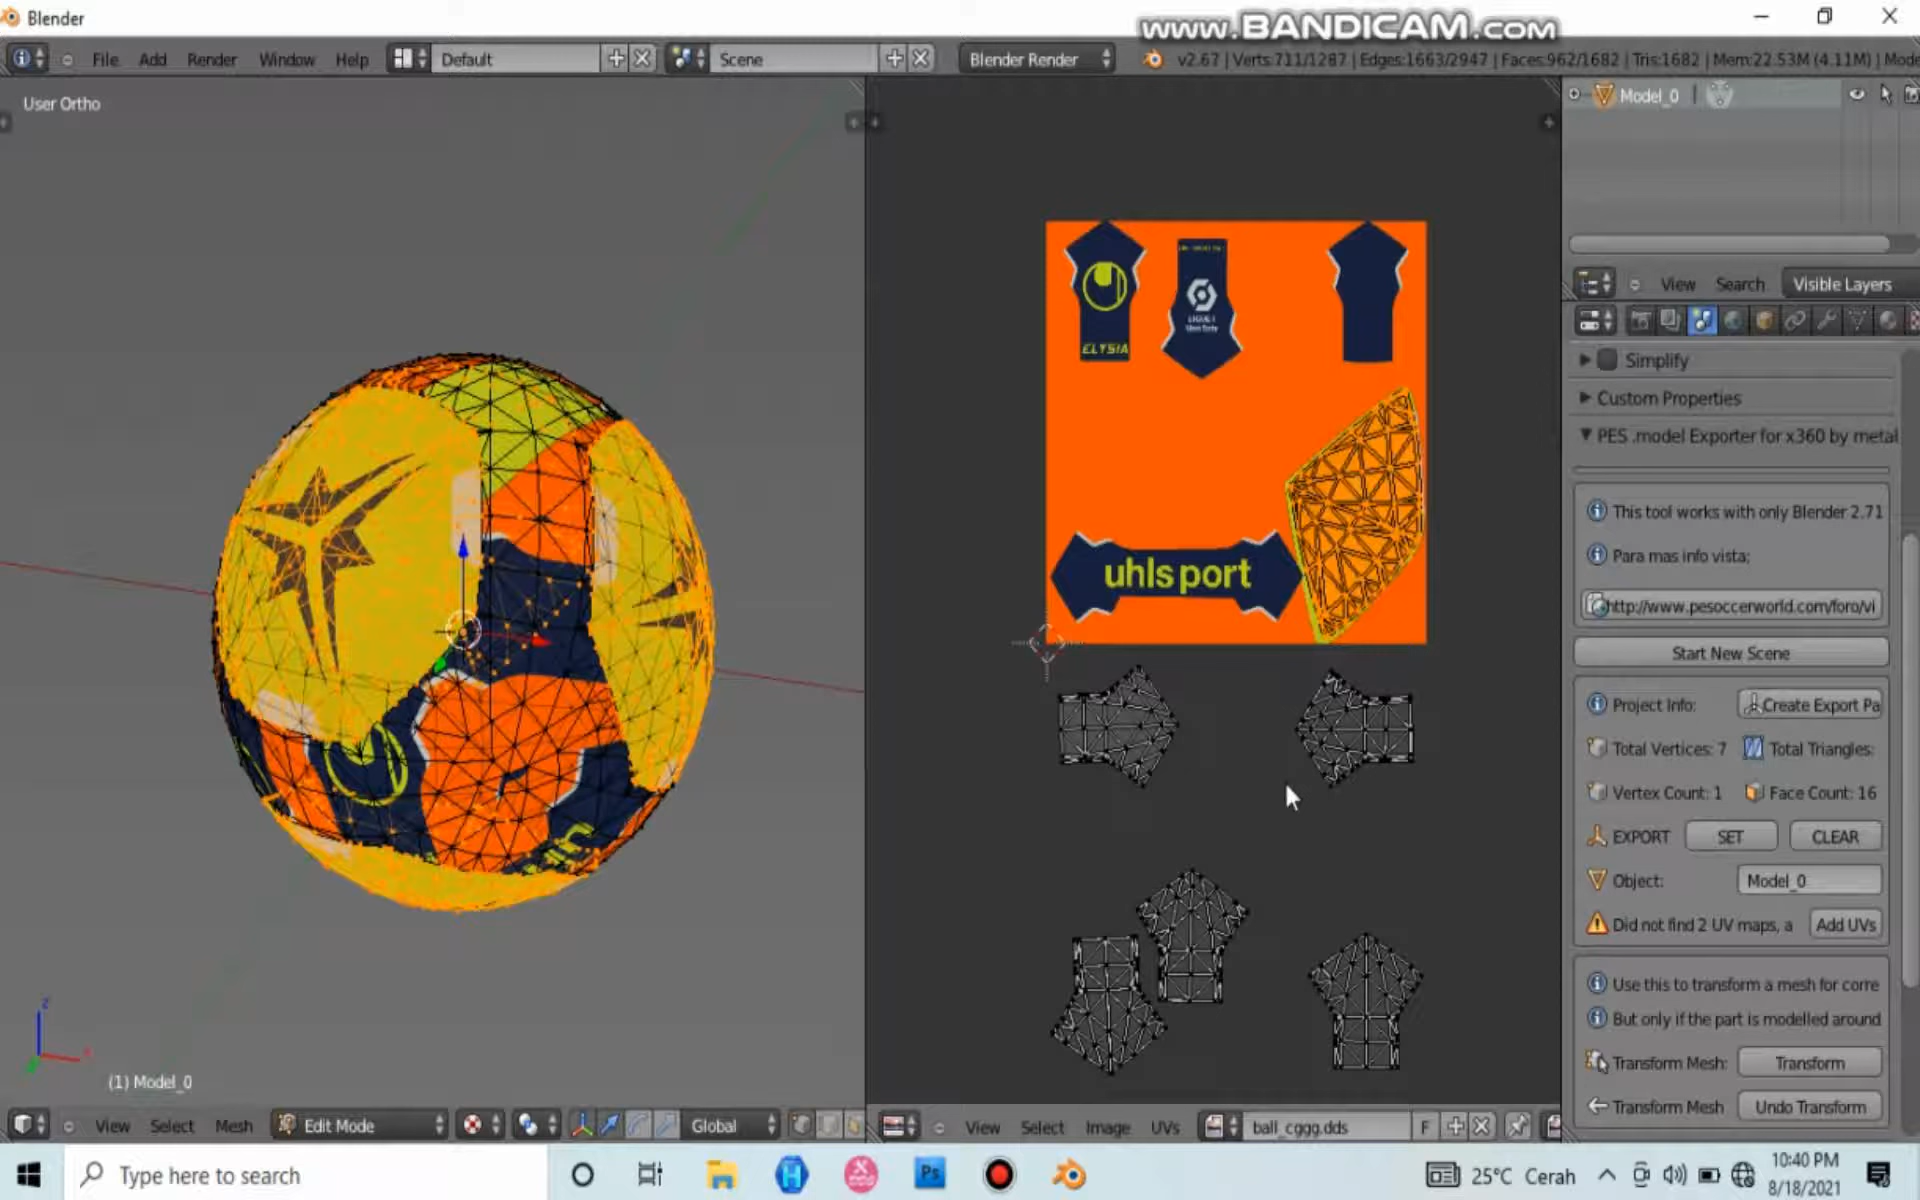 Blender
www.BANDICAM.com
File Add Render Window Help Default Scene Blender Render v2.67 | Verts:711/1287 | Edges:1663/2947 | Faces:962/1682 | Tris:1682 | Mem:22.53M (4.11M) | Mode
User Ortho
Model_0
View Search Visible Layers
Simplify
Custom Properties
PES .model Exporter for x360 by metal
This tool works with only Blender 2.71
Para mas info vista:
http://www.pesoccerworld.com/foro/vi
Start New Scene
Project Info: Create Export Pa
Total Vertices: 7 Total Triangles:
Vertex Count: 1 Face Count: 16
EXPORT SET CLEAR
Object: Model_0
Did not find 2 UV maps, a Add UVs
Use this to transform a mesh for corre
But only if the part is modelled around
Transform Mesh: Transform
Transform Mesh Undo Transform
ELYSIA
uhlsport
(1) Model_0
View Select Mesh Edit Mode Global
View Select Image UVs ball_cggg.dds F
Type here to search
Ps
25°C Cerah
10:40 PM
8/18/2021